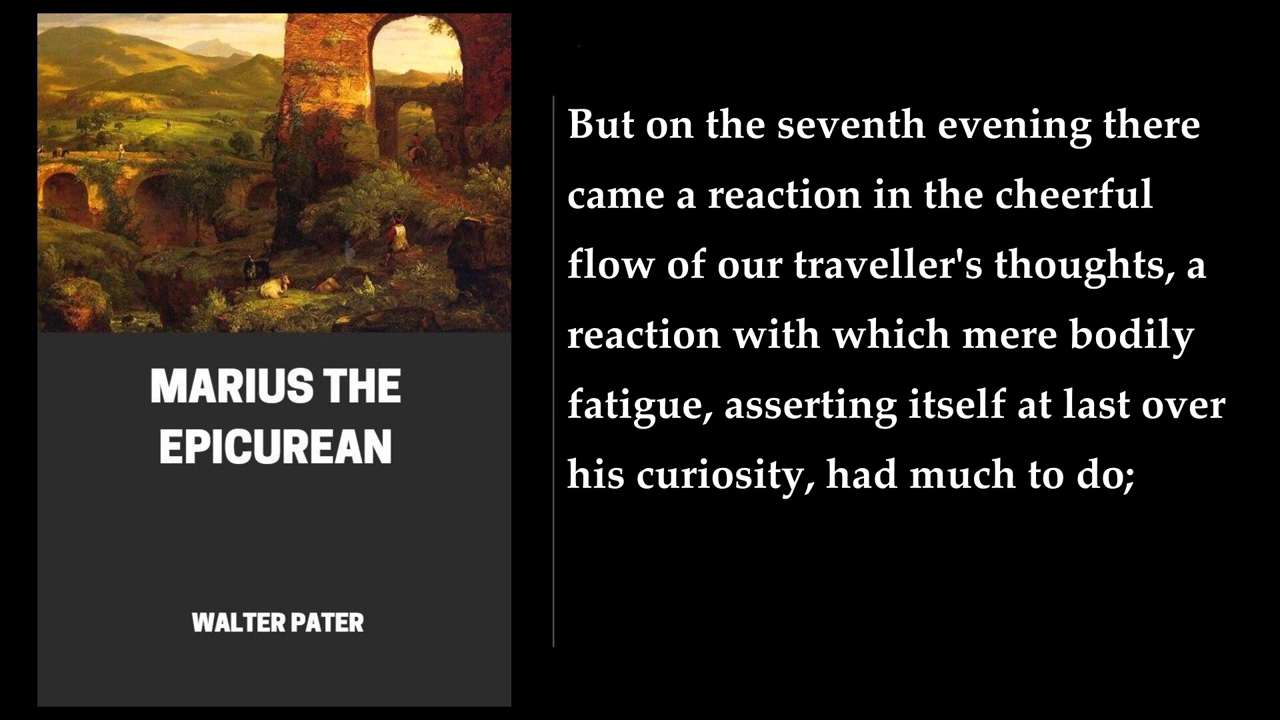 MARIUS THE
EPICUREAN
WALTER PATER
But on the seventh evening there
came a reaction in the cheerful
flow of our traveller's thoughts, a
reaction with which mere bodily
fatigue, asserting itself at last over
his curiosity, had much to do;